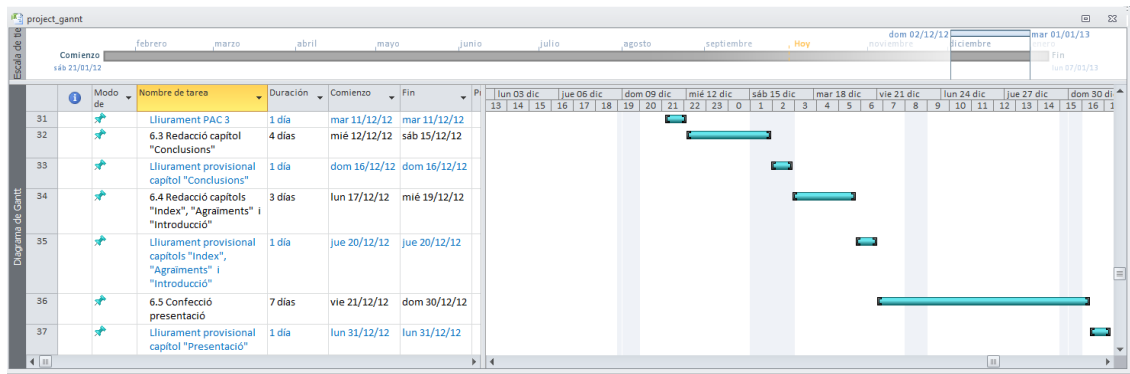 project_gannt
Escala de tie
febrero marzo abril mayo junio julio agosto septiembre . Hoy noviembre diciembre enero
dom 02/12/12 mar 01/01/13
Comienzo
sáb 21/01/12
Fin
lun 07/01/13
Diagrama de Gantt
Modo de Nombre de tarea Duración Comienzo Fin
lun 03 dic jue 06 dic dom 09 dic mié 12 dic sáb 15 dic mar 18 dic vie 21 dic lun 24 dic jue 27 dic dom 30 di
13 14 15 16 17 18 19 20 21 22 23 0 1 2 3 4 5 6 7 8 9 10 11 12 13 14 15 16 1
31 Lliurament PAC 3 1 día mar 11/12/12 mar 11/12/12
32 6.3 Redacció capítol 4 días mié 12/12/12 sáb 15/12/12
"Conclusions"
33 Lliurament provisional 1 día dom 16/12/12 dom 16/12/12
capítol "Conclusions"
34 6.4 Redacció capítols 3 días lun 17/12/12 mié 19/12/12
"Index", "Agraïments" i
"Introducció"
35 Lliurament provisional 1 día jue 20/12/12 jue 20/12/12
capítols "Index",
"Agraïments" i
"Introducció"
36 6.5 Confecció 7 días vie 21/12/12 dom 30/12/12
presentació
37 Lliurament provisional 1 día lun 31/12/12 lun 31/12/12
capítol "Presentació"